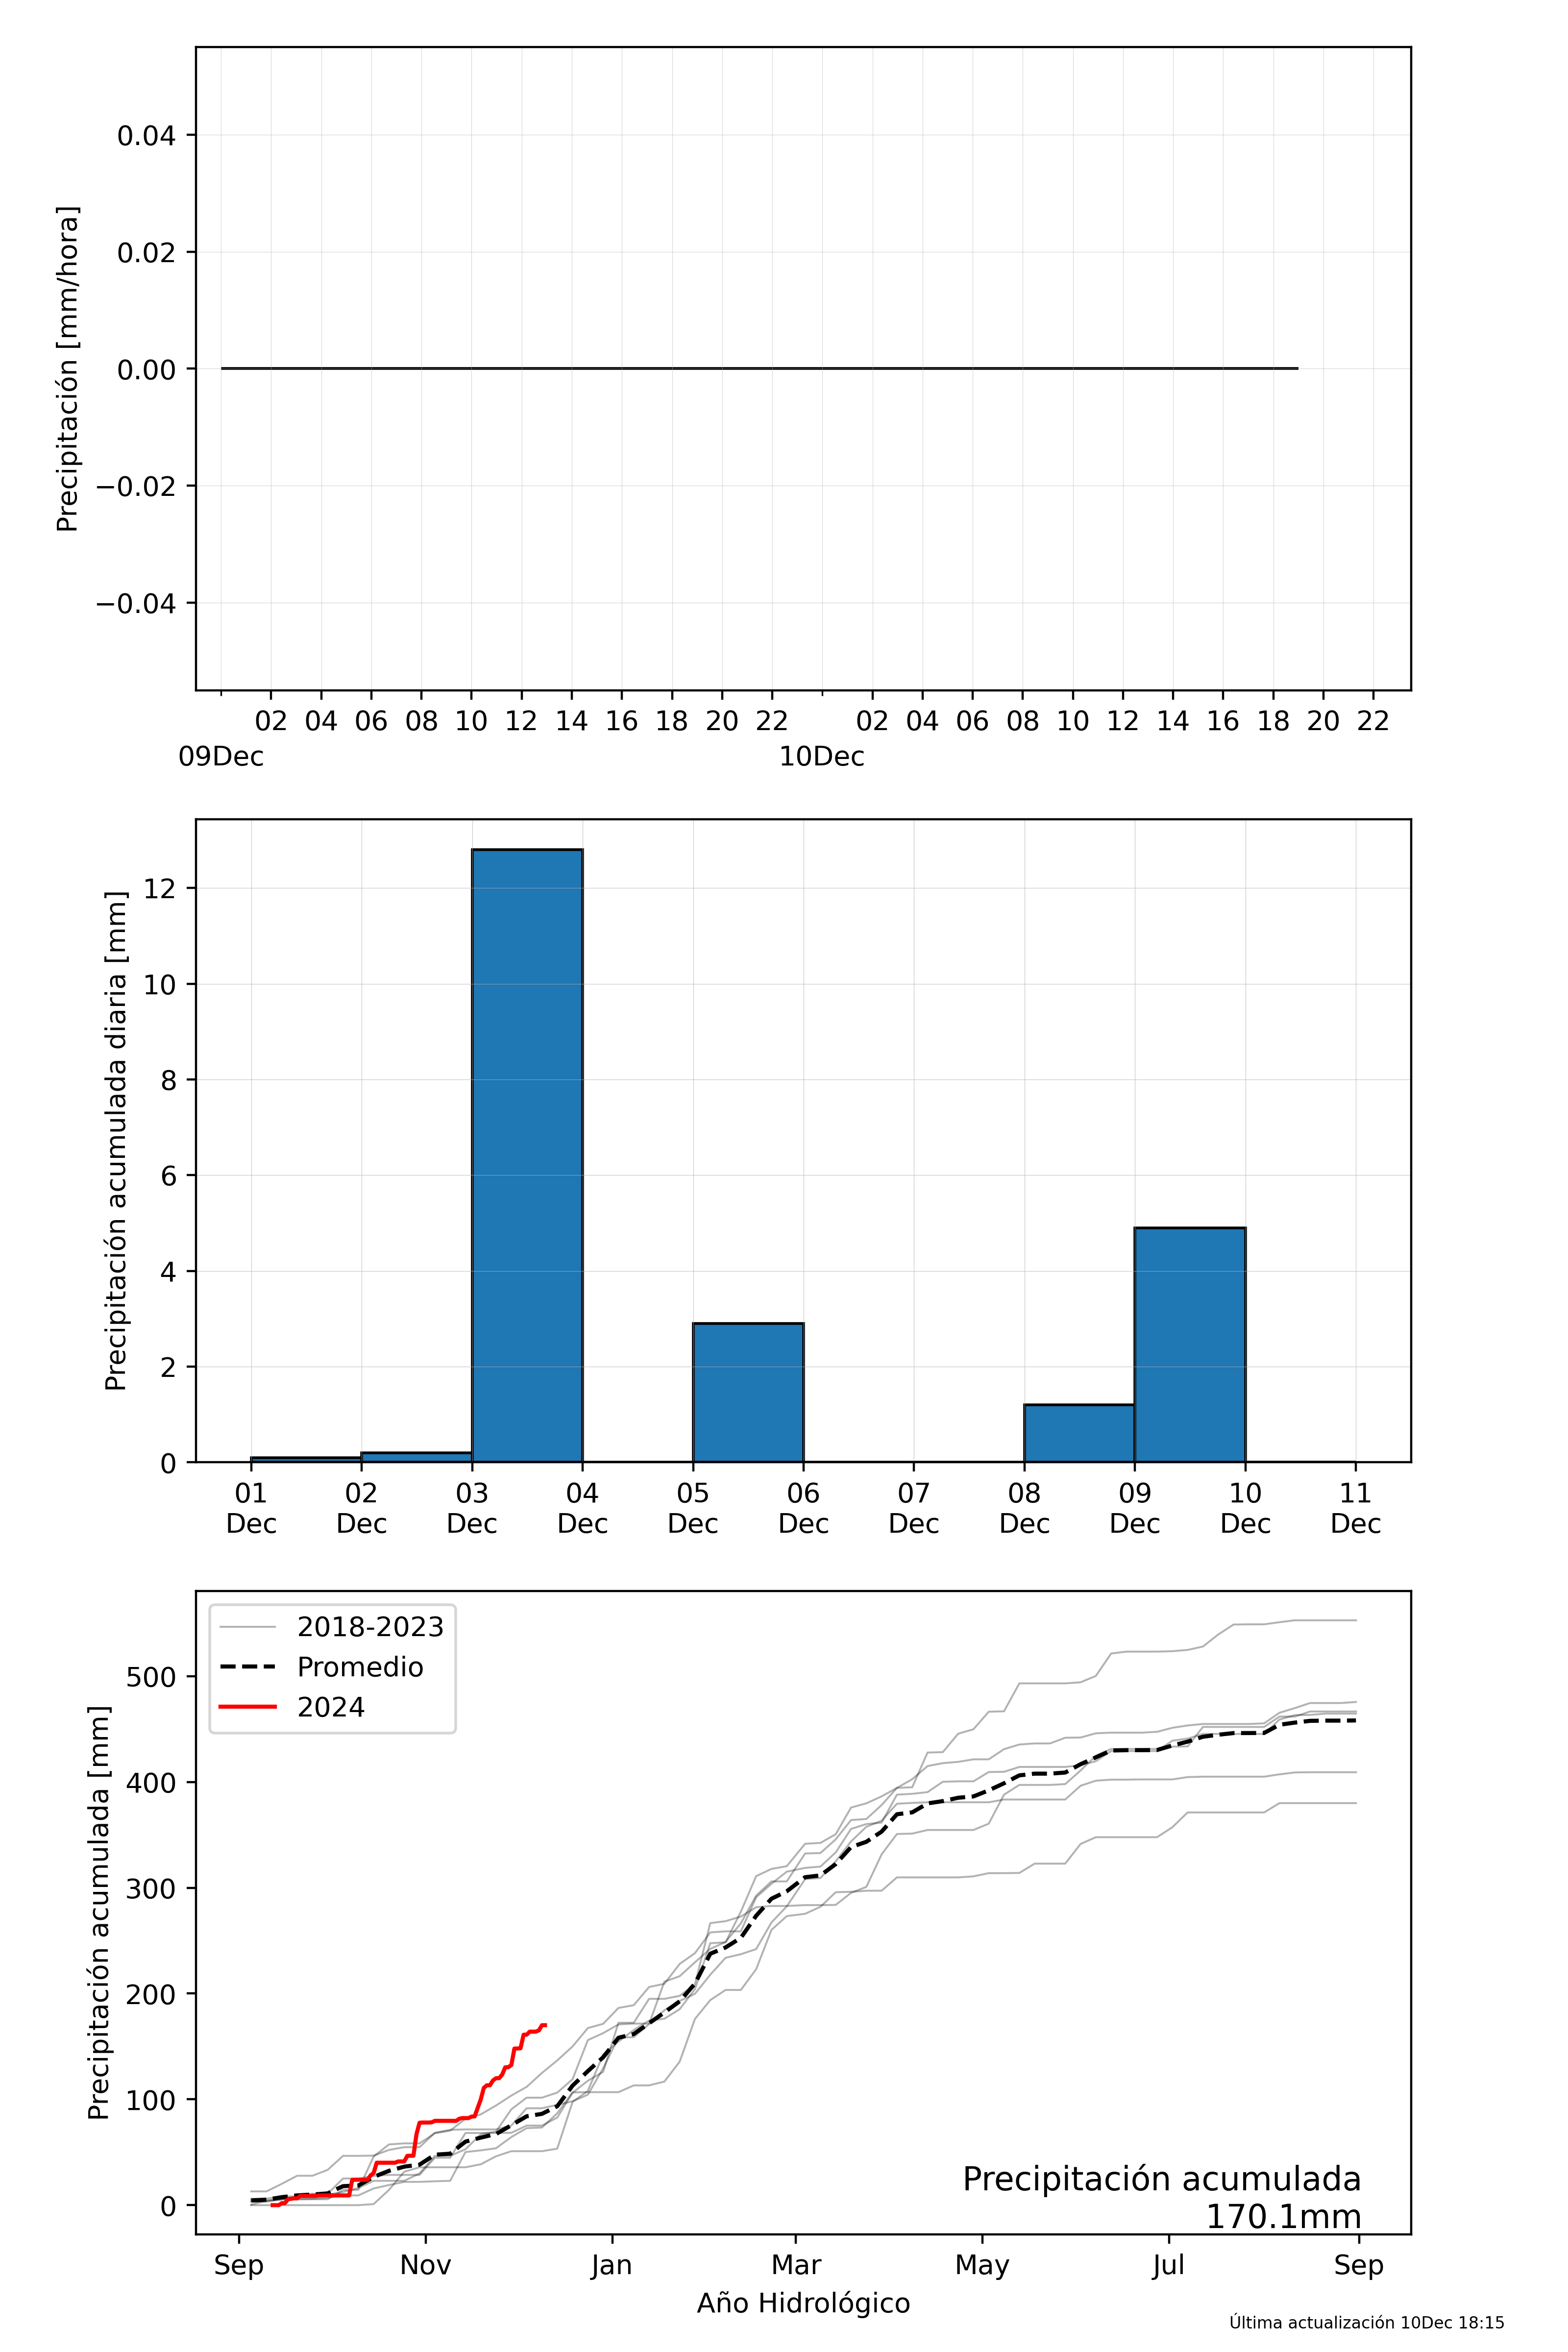 Precipitación [mm/hora]
0.04
0.02
0.00
−0.02
−0.04
02 04 06 08 10 12 14 16 18 20 22 02 04 06 08 10 12 14 16 18 20 22
09Dec 10Dec
Precipitación acumulada diaria [mm]
12
10
8
6
4
2
0
01 02 03 04 05 06 07 08 09 10 11
Dec Dec Dec Dec Dec Dec Dec Dec Dec Dec Dec
Precipitación acumulada [mm]
2018-2023
Promedio
2024
500
400
300
200
100
0
Precipitación acumulada
170.1mm
Sep Nov Jan Mar May Jul Sep
Año Hidrológico
Última actualización 10Dec 18:15